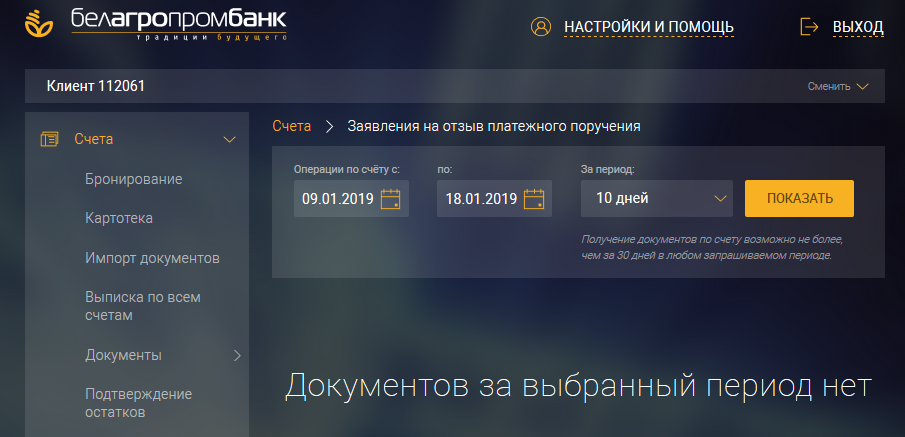 белагропромбанк
традиции будущего
НАСТРОЙКИ И ПОМОЩЬ
ВЫХОД
Клиент 112061
Сменить
Счета
Бронирование
Картотека
Импорт документов
Выписка по всем
счетам
Документы
Подтверждение
остатков
Счета > Заявления на отзыв платежного поручения
Операции по счёту с:
09.01.2019
по:
18.01.2019
За период:
10 дней
ПОКАЗАТЬ
Получение документов по счету возможно не более,
чем за 30 дней в любом запрашиваемом периоде.
Документов за выбранный период нет